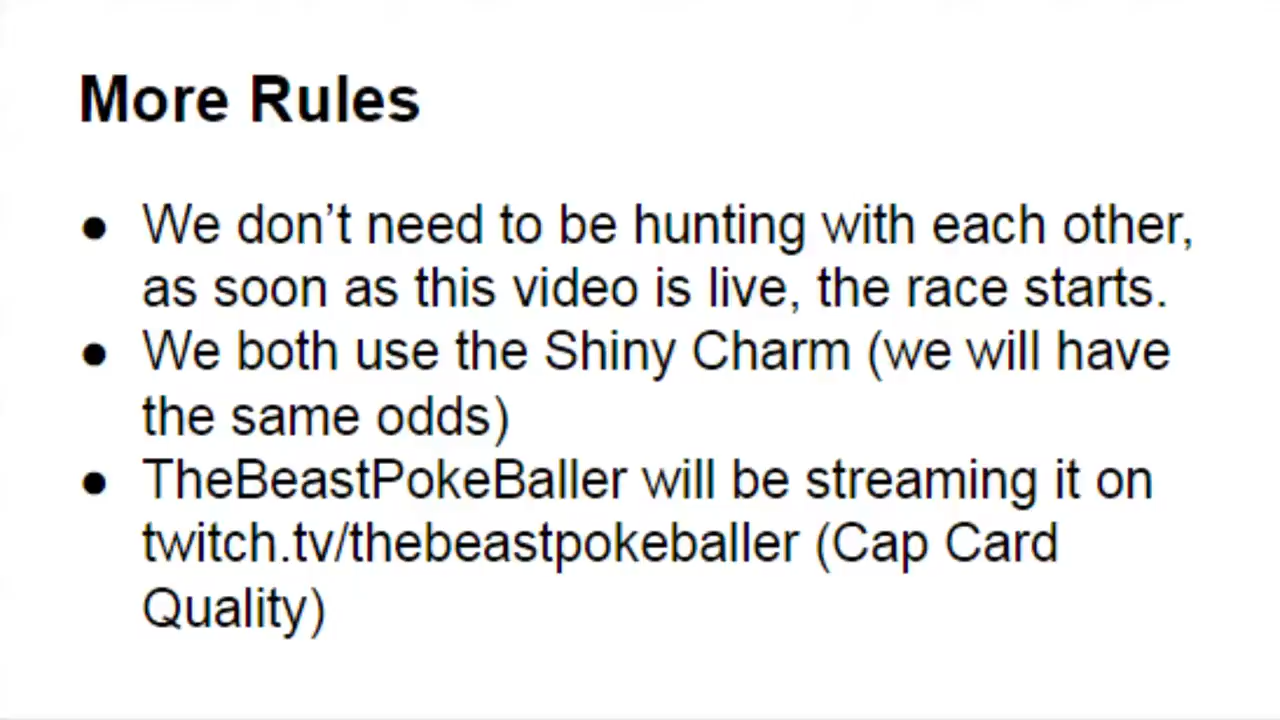 More Rules
● We don’t need to be hunting with each other,
as soon as this video is live, the race starts.
● We both use the Shiny Charm (we will have
the same odds)
● TheBeastPokeBaller will be streaming it on
twitch.tv/thebeastpokeballer (Cap Card
Quality)